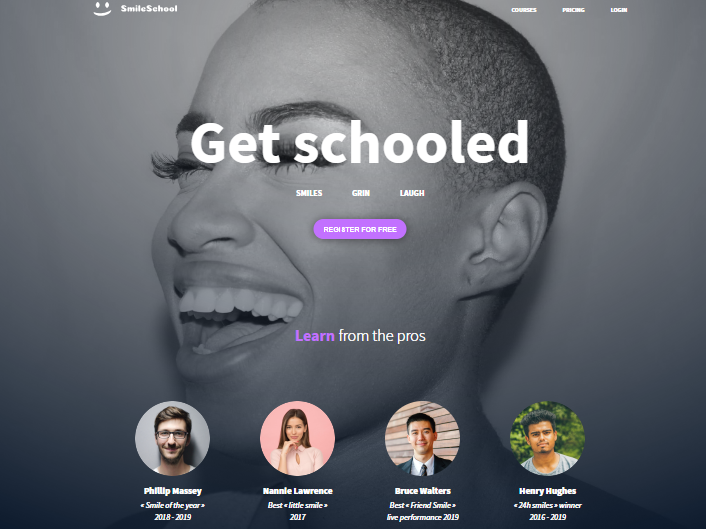 SmileSchool
COURSES PRICING LOGIN
Get schooled
SMILES GRIN LAUGH
REGISTER FOR FREE
Learn from the pros
Phillip Massey
« Smile of the year »
2018 - 2019
Nannie Lawrence
Best « little smile »
2017
Bruce Walters
Best « Friend Smile »
live performance 2019
Henry Hughes
« 24h smiles » winner
2016 - 2019